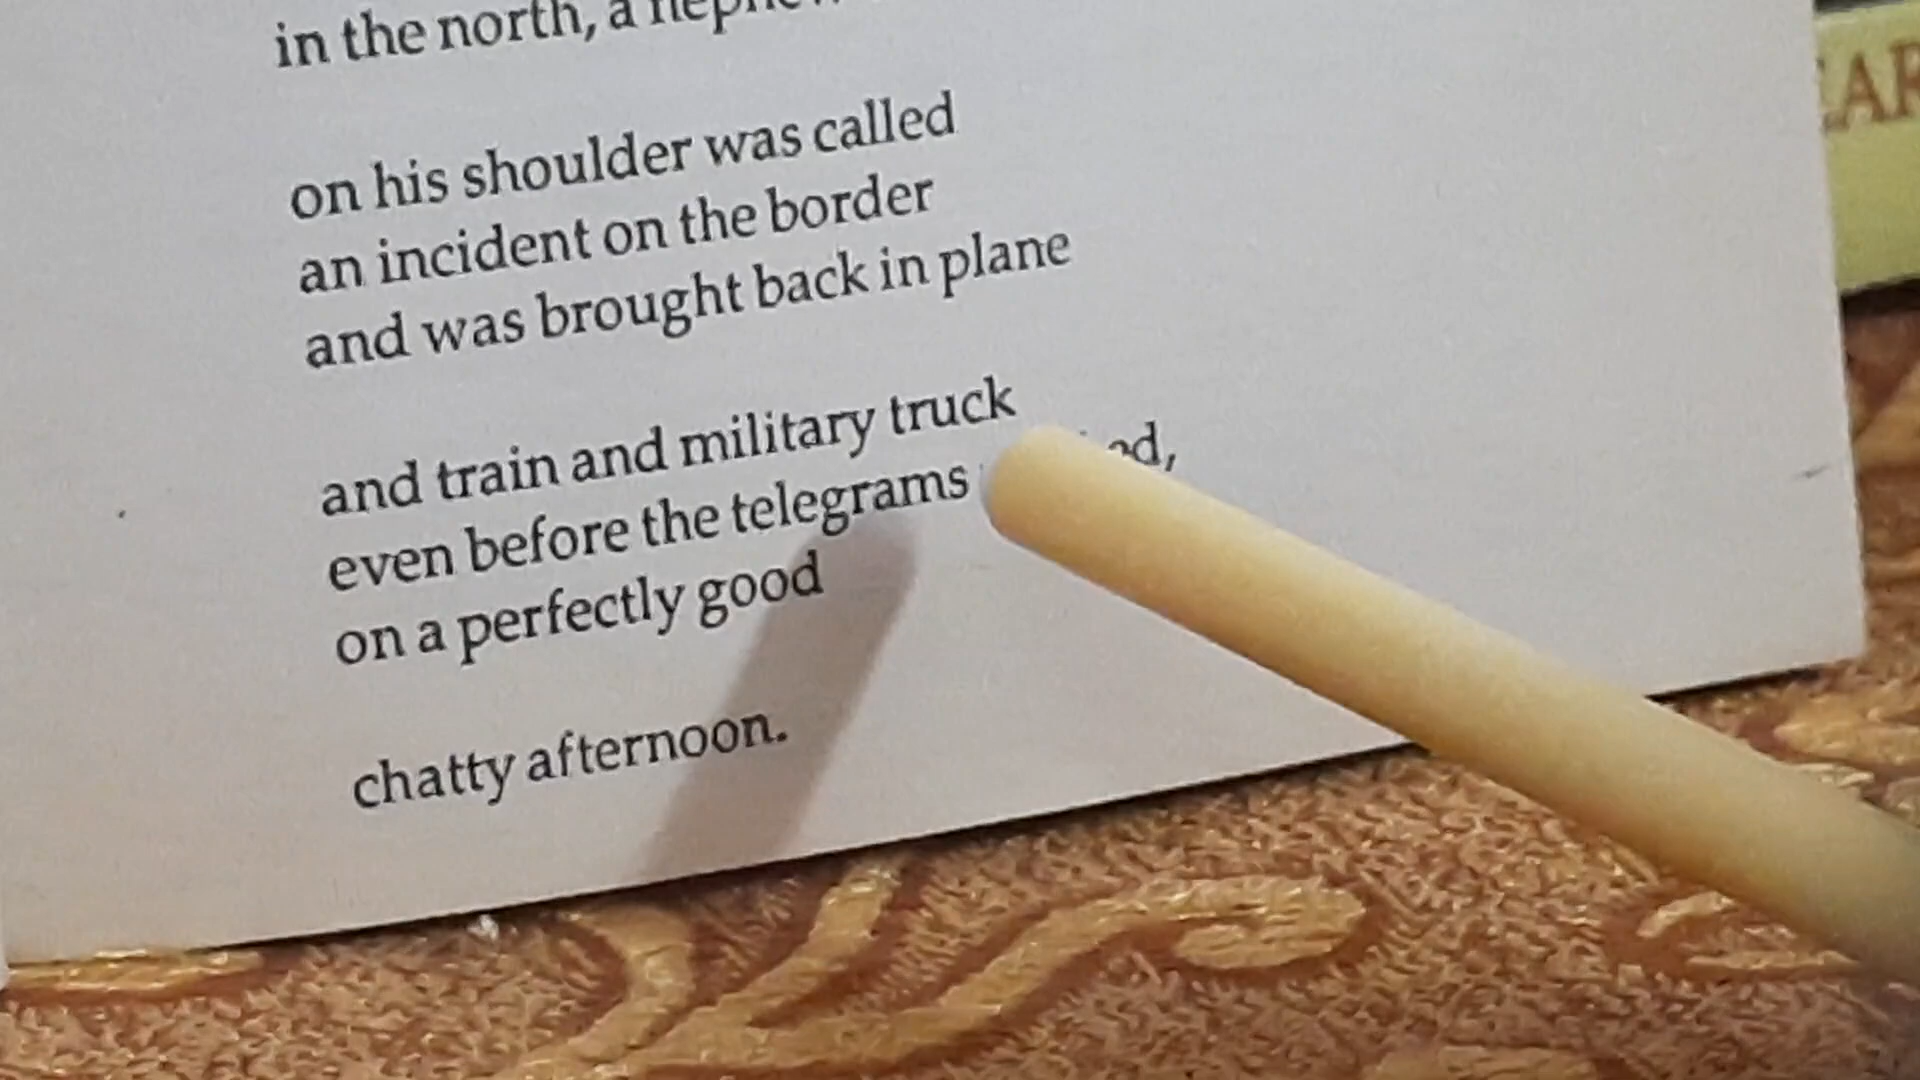 in the north, a nephew
on his shoulder was called
an incident on the border
and was brought back in plane
and train and military truck
even before the telegrams
on a perfectly good
chatty afternoon.